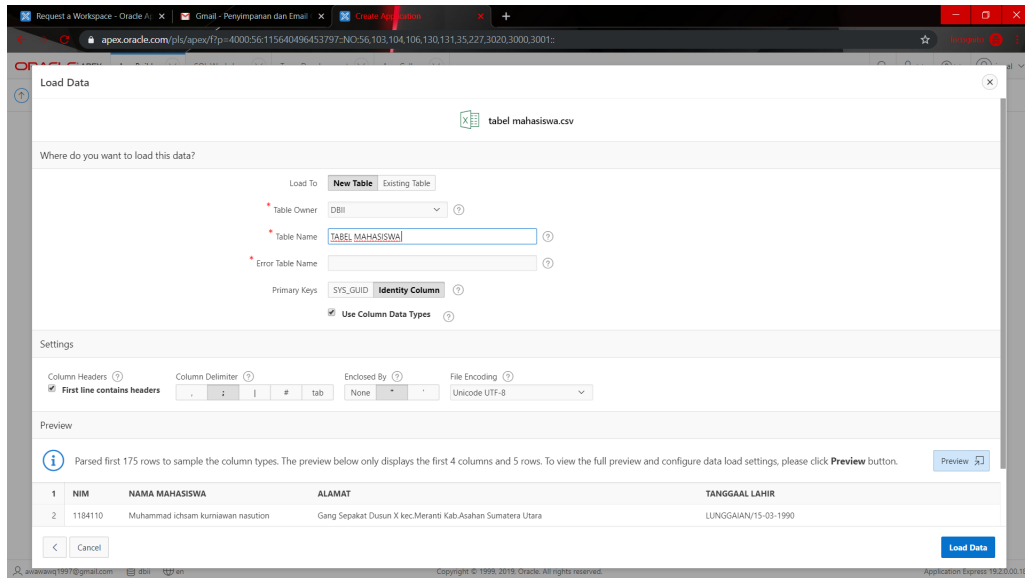 Request a Workspace - Oracle Ap
Gmail - Penyimpanan dan Email
Create Application
apex.oracle.com/pls/apex/f?p=4000:56:115640496453797::NO:56,103,104,106,130,131,35,227,3020,3000,3001::
Load Data
tabel mahasiswa.csv
Where do you want to load this data?
Load To New Table Existing Table
* Table Owner DBII
* Table Name TABEL MAHASISWA
* Error Table Name
Primary Keys SYS_GUID Identity Column
Use Column Data Types
Settings
Column Headers Column Delimiter Enclosed By File Encoding
First line contains headers , ; | # tab None " ' Unicode UTF-8
Preview
Parsed first 175 rows to sample the column types. The preview below only displays the first 4 columns and 5 rows. To view the full preview and configure data load settings, please click Preview button. Preview
1 NIM NAMA MAHASISWA ALAMAT TANGGAAL LAHIR
2 1184110 Muhammad ichsam kurniawan nasution Gang Sepakat Dusun X kec.Meranti Kab.Asahan Sumatera Utara LUNGGAIAN/15-03-1990
Cancel Load Data
awawawq1997@gmail.com dbii en Copyright © 1999, 2019, Oracle. All rights reserved. Application Express 19.2.0.00.18